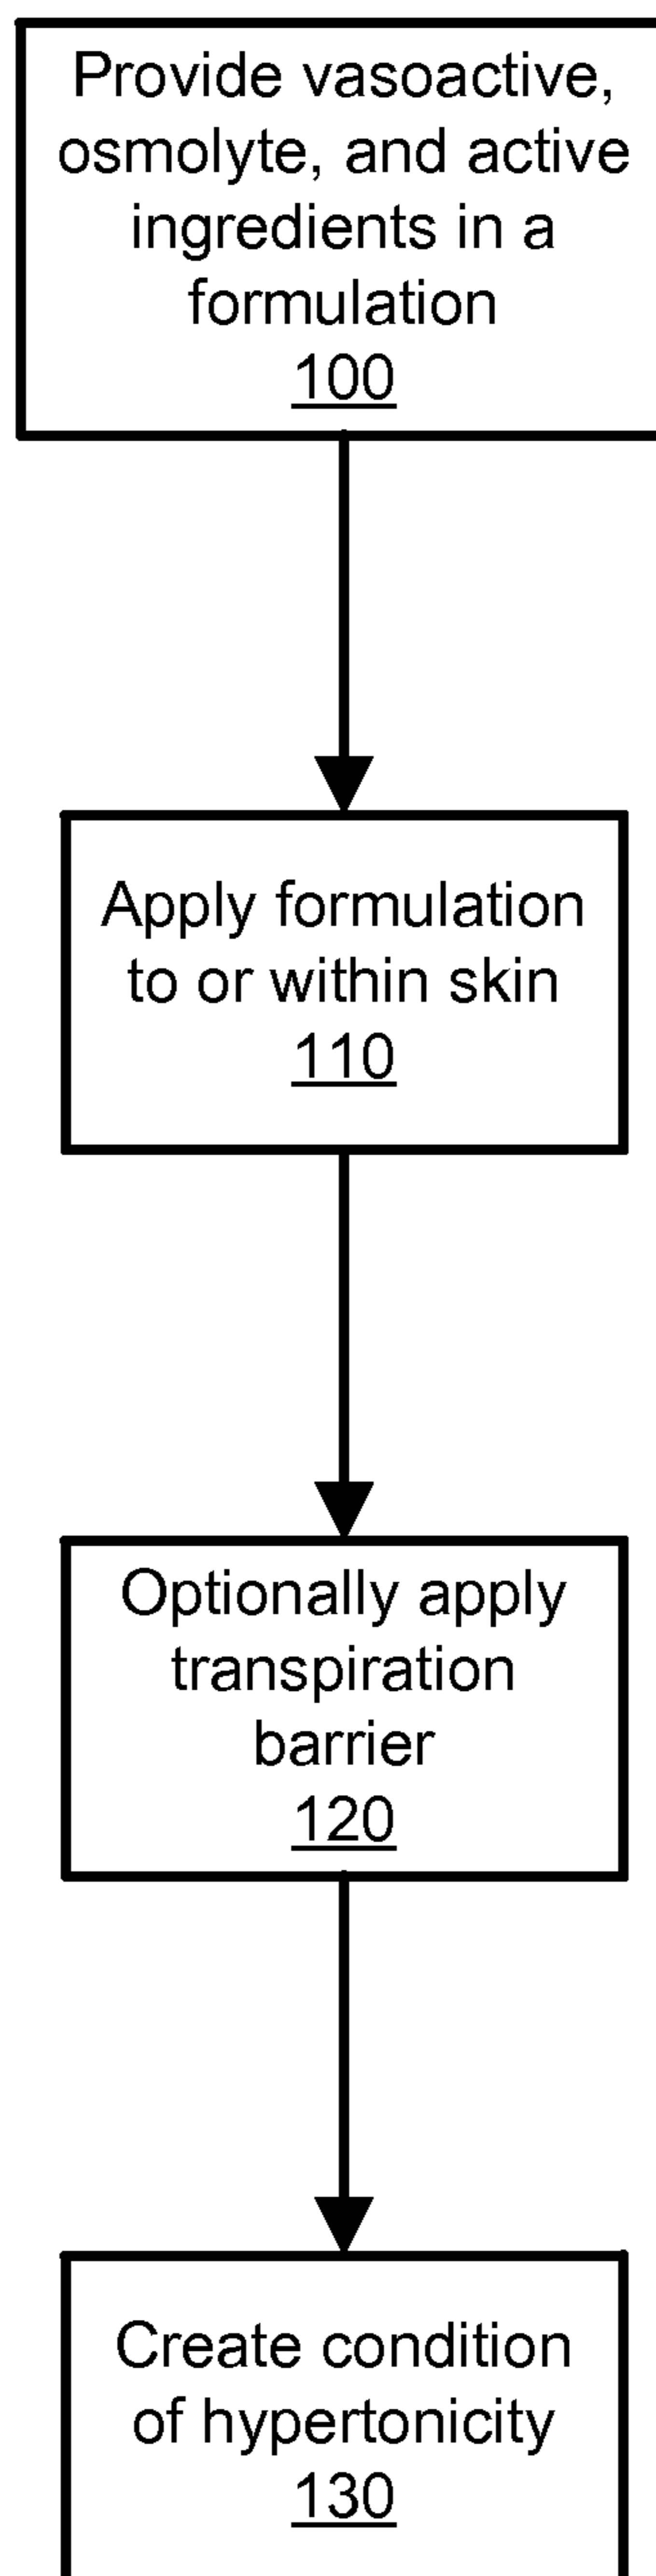 Provide vasoactive,
osmolyte, and active
ingredients in a
formulation
100
Apply formulation
to or within skin
110
Optionally apply
transpiration
barrier
120
Create condition
of hypertonicity
130